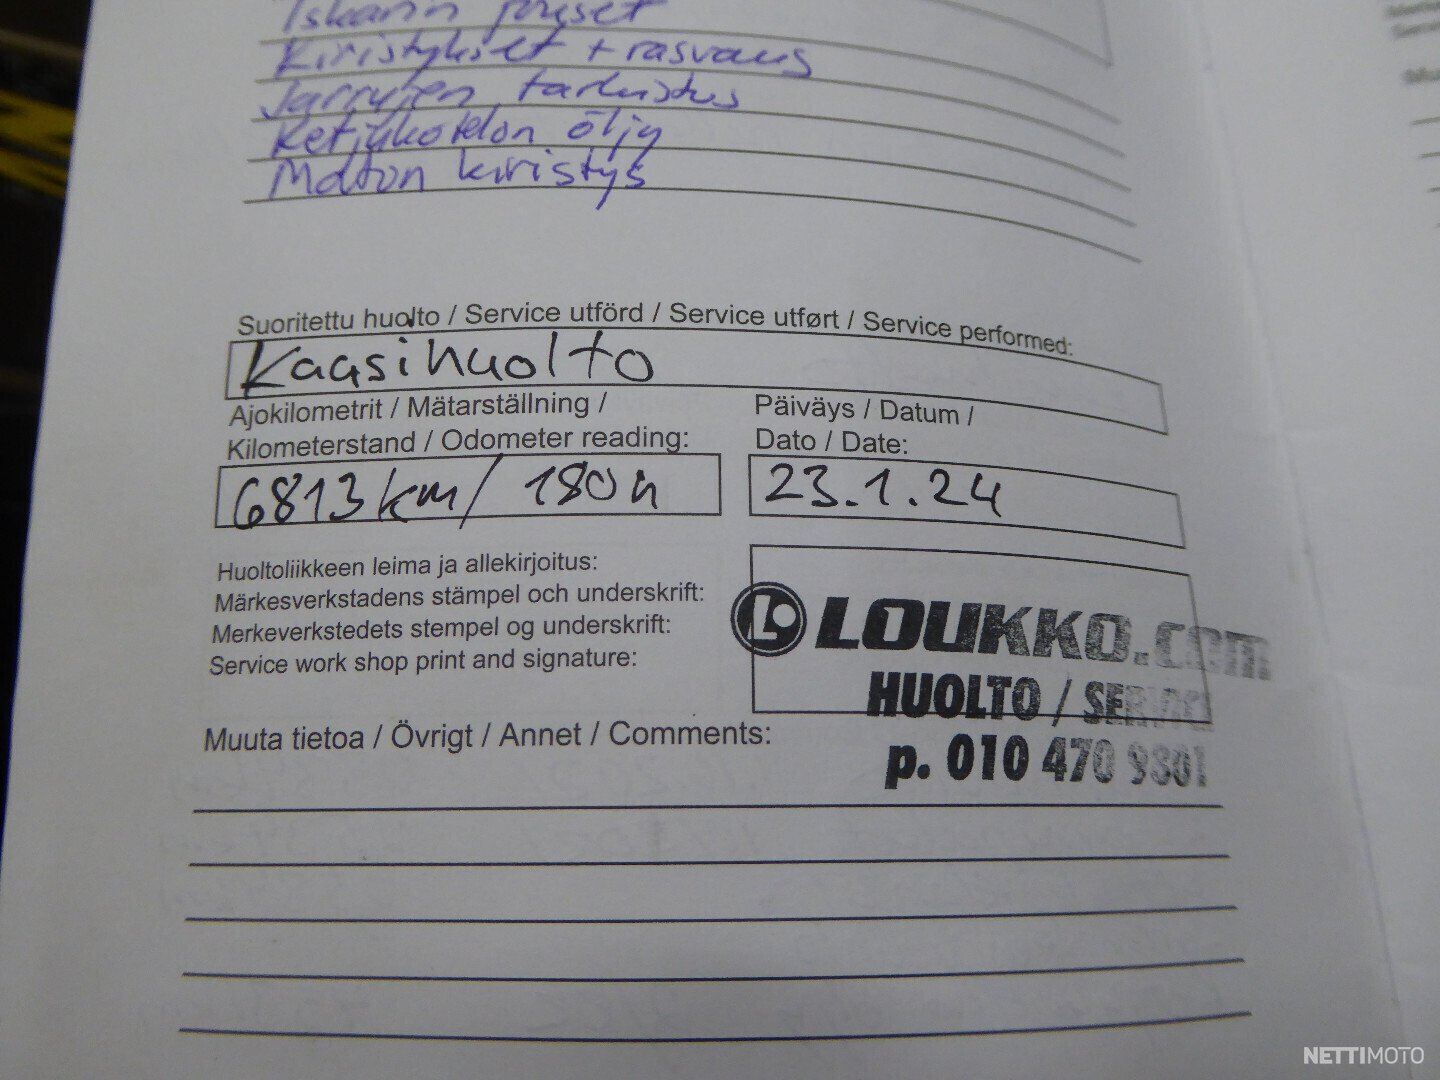 Iskarin
Kiristykset + rasvaus
Jarrujen tarkistus
Ketjukotelon öljy
Maton kiristys
Suoritettu huolto / Service utförd / Service utført / Service performed:
Kaasihuolto
Ajokilometrit / Mätarställning /
Kilometerstand / Odometer reading:
6813 km / 180 h
Päiväys / Datum /
Dato / Date:
23.1.24
Huoltoliikkeen leima ja allekirjoitus:
Märkesverkstadens stämpel och underskrift:
Merkeverkstedets stempel og underskrift:
Service work shop print and signature:
LOUKKO.com
HUOLTO /
p. 010 470 9801
Muuta tietoa / Övrigt / Annet / Comments:
NETTIMOTO